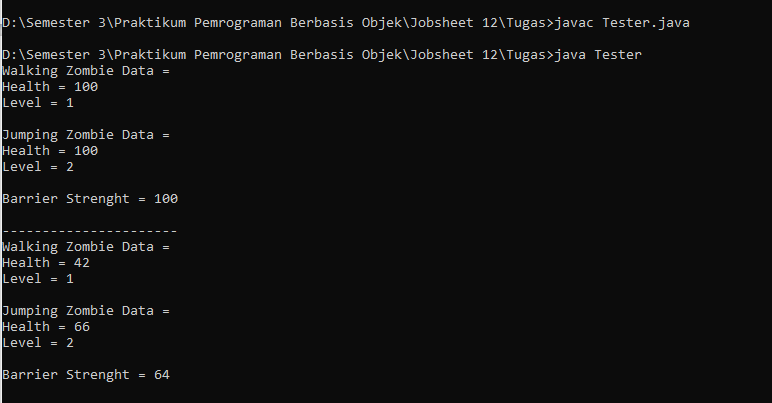 D:\Semester 3\Praktikum Pemrograman Berbasis Objek\Jobsheet 12\Tugas>javac Tester.java
D:\Semester 3\Praktikum Pemrograman Berbasis Objek\Jobsheet 12\Tugas>java Tester
Walking Zombie Data =
Health = 100
Level = 1
Jumping Zombie Data =
Health = 100
Level = 2
Barrier Strenght = 100
----------------------
Walking Zombie Data =
Health = 42
Level = 1
Jumping Zombie Data =
Health = 66
Level = 2
Barrier Strenght = 64